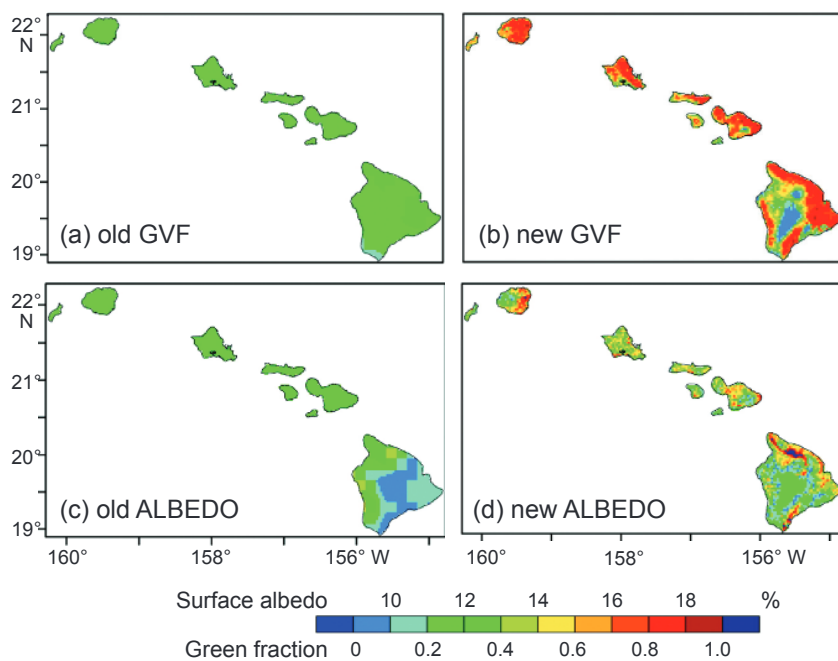 22°
N
21°
20°
19°
(a) old GVF
(b) new GVF
22°
N
21°
20°
19°
(c) old ALBEDO
(d) new ALBEDO
160° 158° 156° W 160° 158° 156° W
Surface albedo 10 12 14 16 18 %
Green fraction 0 0.2 0.4 0.6 0.8 1.0